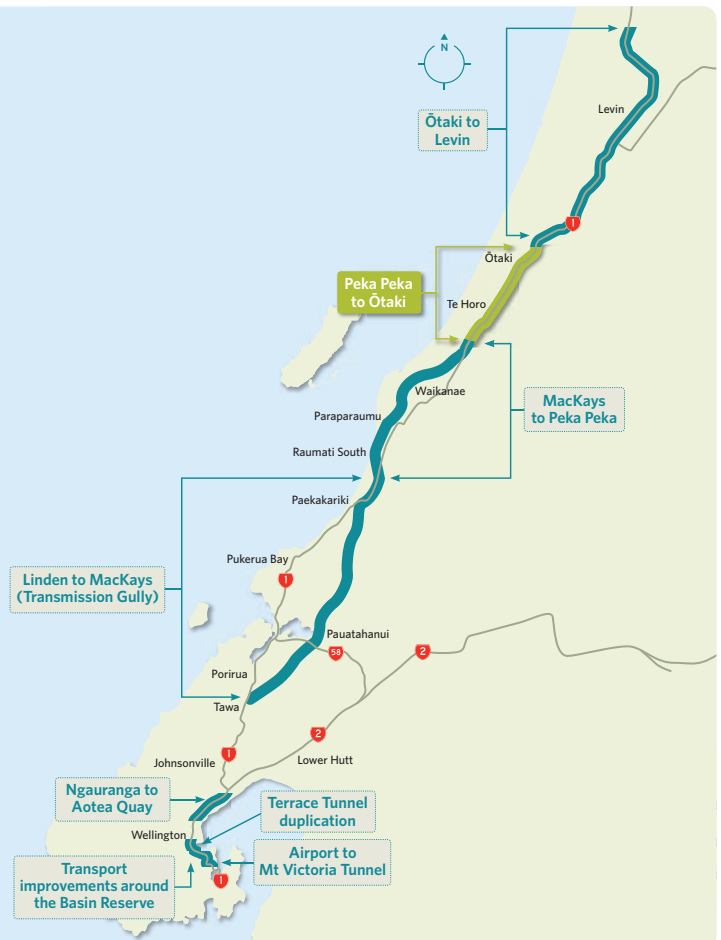 N
Levin
Ōtaki to
Levin
1
Ōtaki
Peka Peka
to Ōtaki
Te Horo
Waikanae
MacKays
to Peka Peka
Paraparaumu
Raumati South
Paekakariki
Pukerua Bay
1
Linden to MacKays
(Transmission Gully)
Pauatahanui
58
2
Porirua
Tawa
2
1
Johnsonville
Lower Hutt
Ngauranga to
Aotea Quay
Terrace Tunnel
duplication
Wellington
Airport to
Mt Victoria Tunnel
Transport
improvements around
the Basin Reserve
1